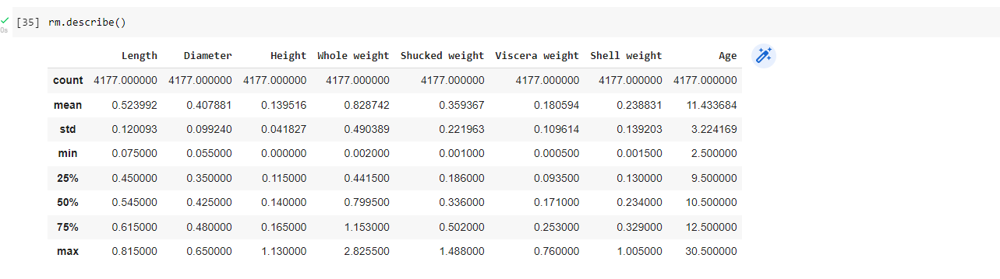 [35] rm.describe()
0s
Length Diameter Height Whole weight Shucked weight Viscera weight Shell weight Age
count 4177.000000 4177.000000 4177.000000 4177.000000 4177.000000 4177.000000 4177.000000 4177.000000
mean 0.523992 0.407881 0.139516 0.828742 0.359367 0.180594 0.238831 11.433684
std 0.120093 0.099240 0.041827 0.490389 0.221963 0.109614 0.139203 3.224169
min 0.075000 0.055000 0.000000 0.002000 0.001000 0.000500 0.001500 2.500000
25% 0.450000 0.350000 0.115000 0.441500 0.186000 0.093500 0.130000 9.500000
50% 0.545000 0.425000 0.140000 0.799500 0.336000 0.171000 0.234000 10.500000
75% 0.615000 0.480000 0.165000 1.153000 0.502000 0.253000 0.329000 12.500000
max 0.815000 0.650000 1.130000 2.825500 1.488000 0.760000 1.005000 30.500000